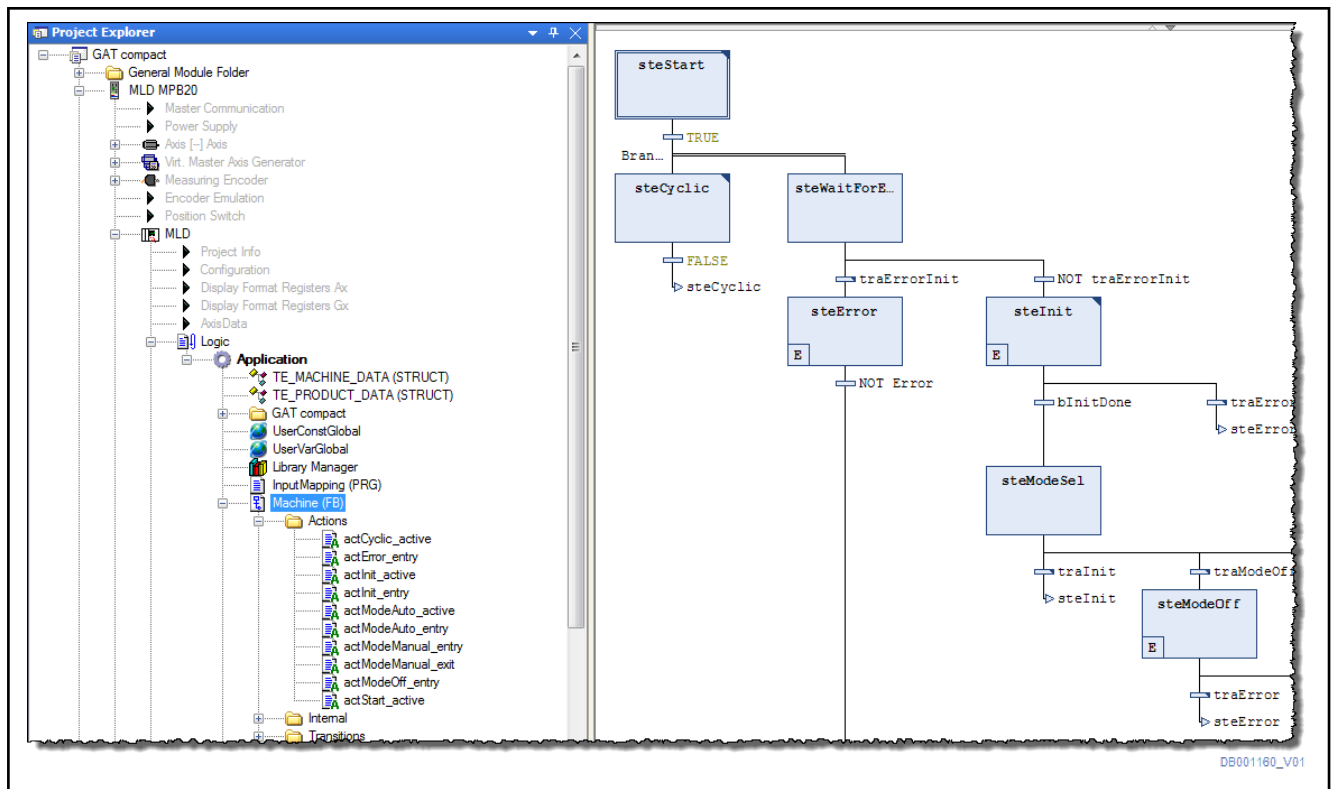 Project Explorer
GAT compact
General Module Folder
MLD MPB20
Master Communication
Power Supply
Axis [--] Axis
Virt. Master Axis Generator
Measuring Encoder
Encoder Emulation
Position Switch
MLD
Project Info
Configuration
Display Format Registers Ax
Display Format Registers Gx
AxisData
Logic
Application
TE_MACHINE_DATA (STRUCT)
TE_PRODUCT_DATA (STRUCT)
GAT compact
UserConstGlobal
UserVarGlobal
Library Manager
InputMapping (PRG)
Machine (FB)
Actions
actCyclic_active
actError_entry
actInit_active
actInit_entry
actModeAuto_active
actModeAuto_entry
actModeManual_entry
actModeManual_exit
actModeOff_entry
actStart_active
Internal
Transitions
steStart
TRUE
Bran...
steCyclic
steWaitForE...
FALSE
steCyclic
traErrorInit
NOT traErrorInit
steError
E
steInit
E
NOT Error
bInitDone
traError
steError
steModeSel
traInit
traModeOff
steInit
steModeOff
E
traError
steError
DB001160_V01